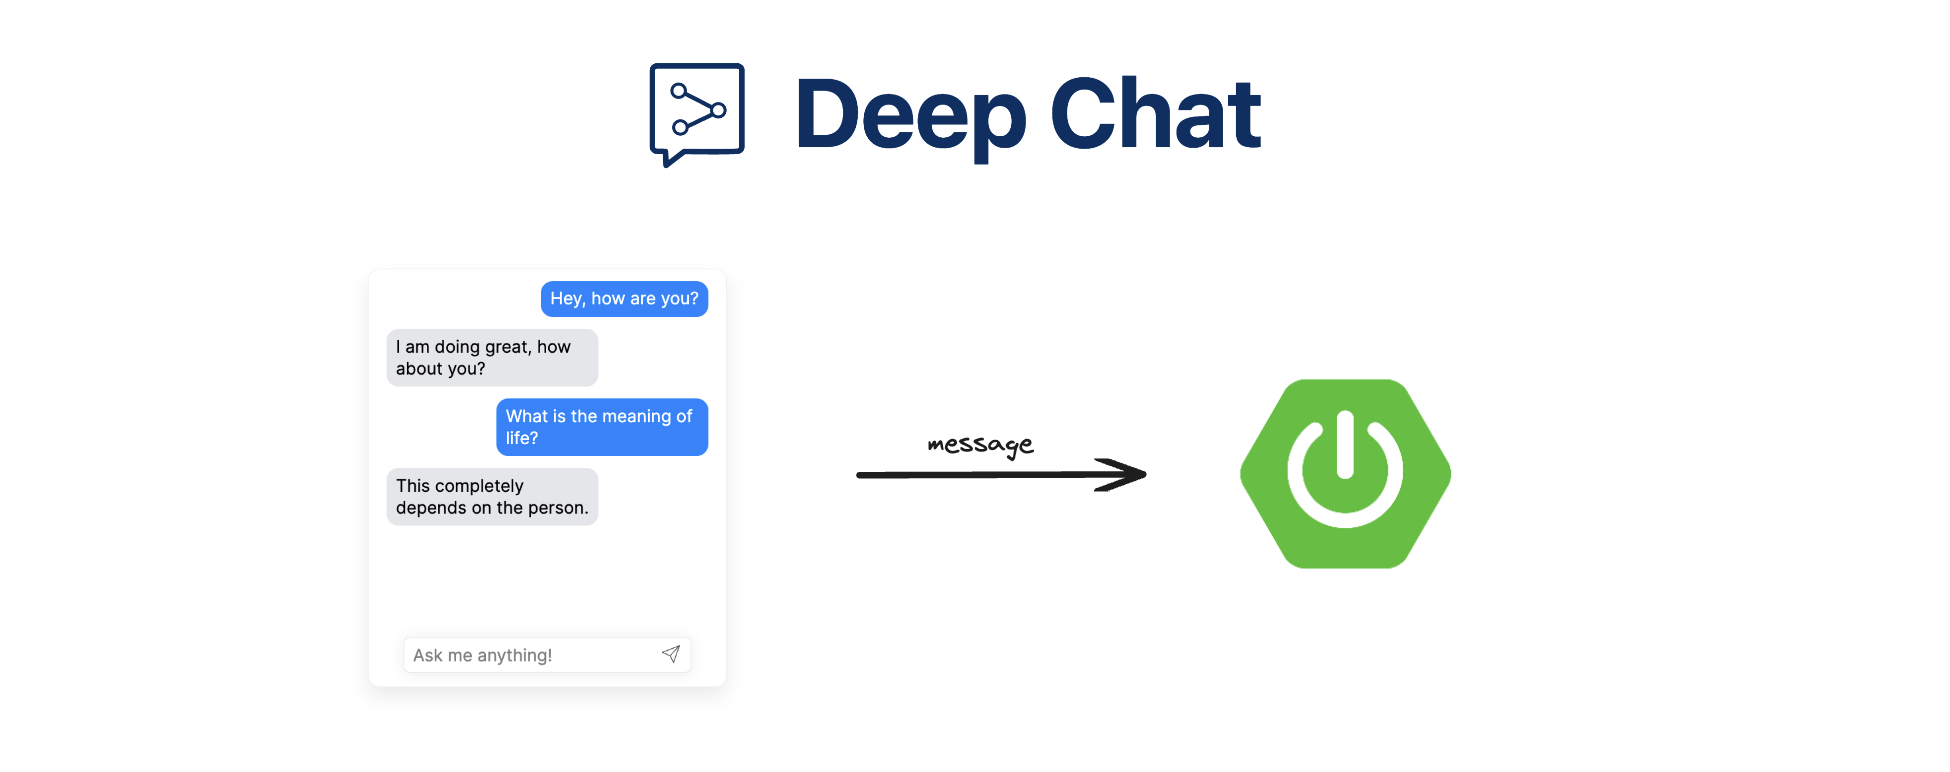 Deep Chat
Hey, how are you?
I am doing great, how
about you?
What is the meaning of
life?
This completely
depends on the person.
Ask me anything!
message